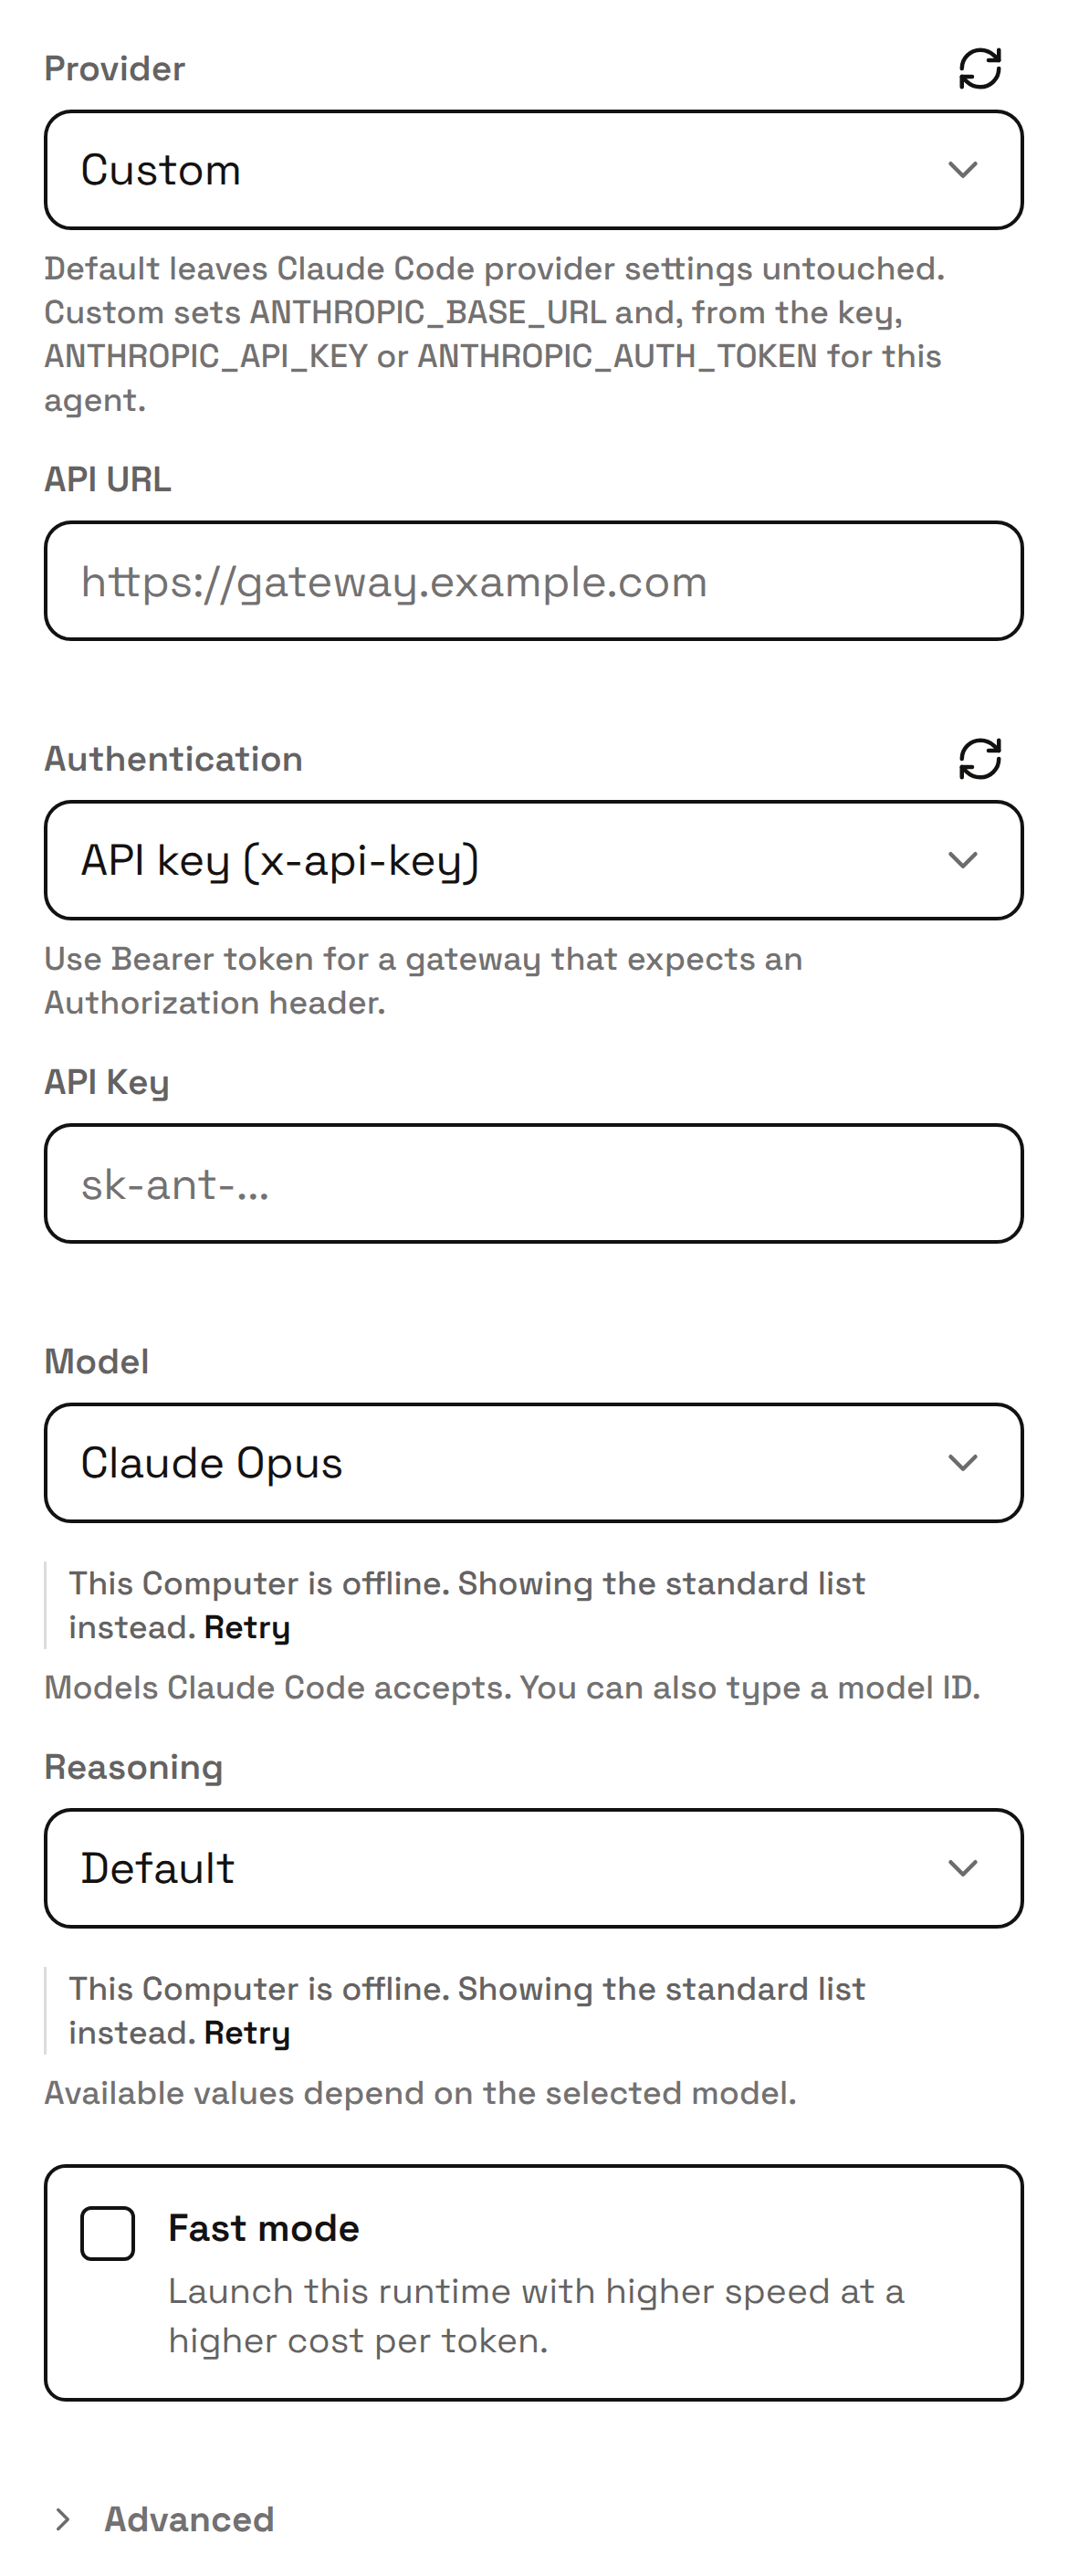 Provider
Custom
Default leaves Claude Code provider settings untouched.
Custom sets ANTHROPIC_BASE_URL and, from the key,
ANTHROPIC_API_KEY or ANTHROPIC_AUTH_TOKEN for this
agent.
API URL
https://gateway.example.com
Authentication
API key (x-api-key)
Use Bearer token for a gateway that expects an
Authorization header.
API Key
sk-ant-...
Model
Claude Opus
This Computer is offline. Showing the standard list
instead. Retry
Models Claude Code accepts. You can also type a model ID.
Reasoning
Default
This Computer is offline. Showing the standard list
instead. Retry
Available values depend on the selected model.
Fast mode
Launch this runtime with higher speed at a
higher cost per token.
Advanced